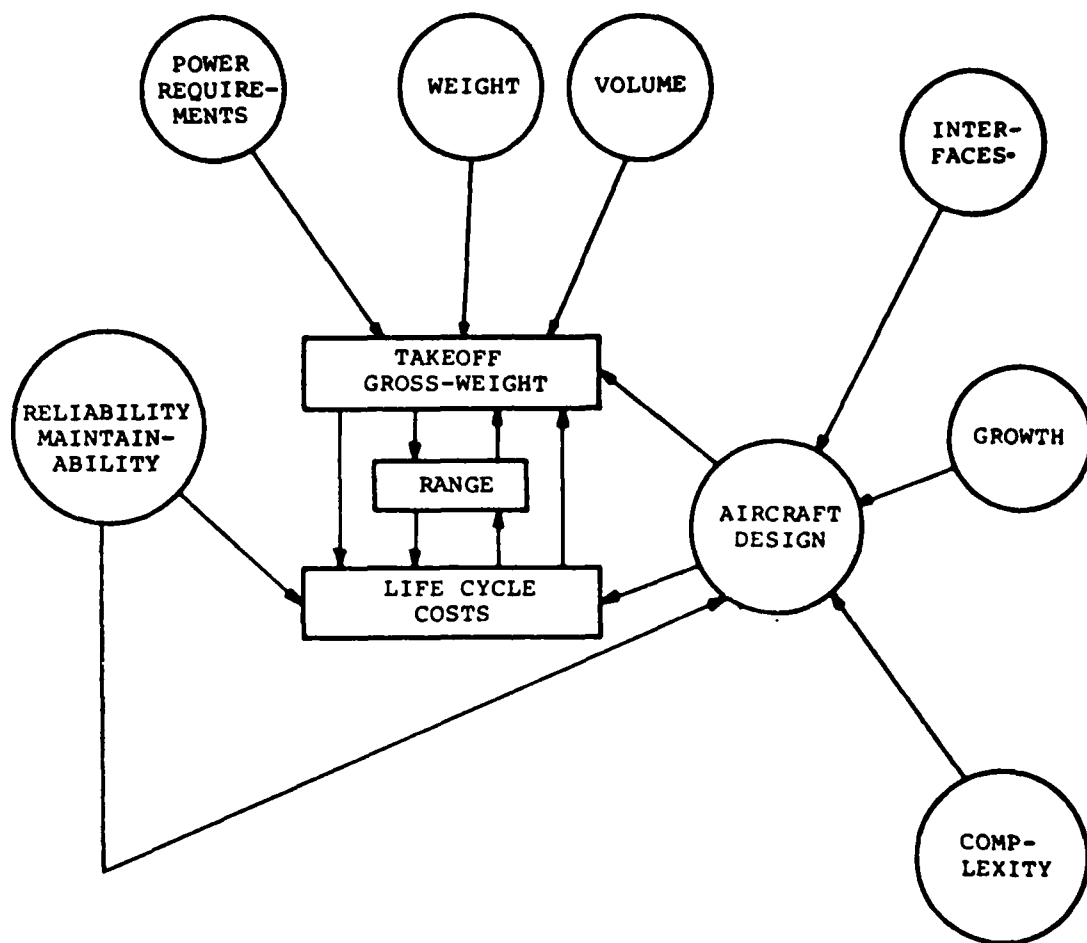 POWER
REQUIRE-
MENTS
WEIGHT
VOLUME
INTER-
FACES•
TAKEOFF
GROSS-WEIGHT
RELIABILITY
MAINTAIN-
ABILITY
RANGE
GROWTH
AIRCRAFT
DESIGN
LIFE CYCLE
COSTS
COMP-
LEXITY